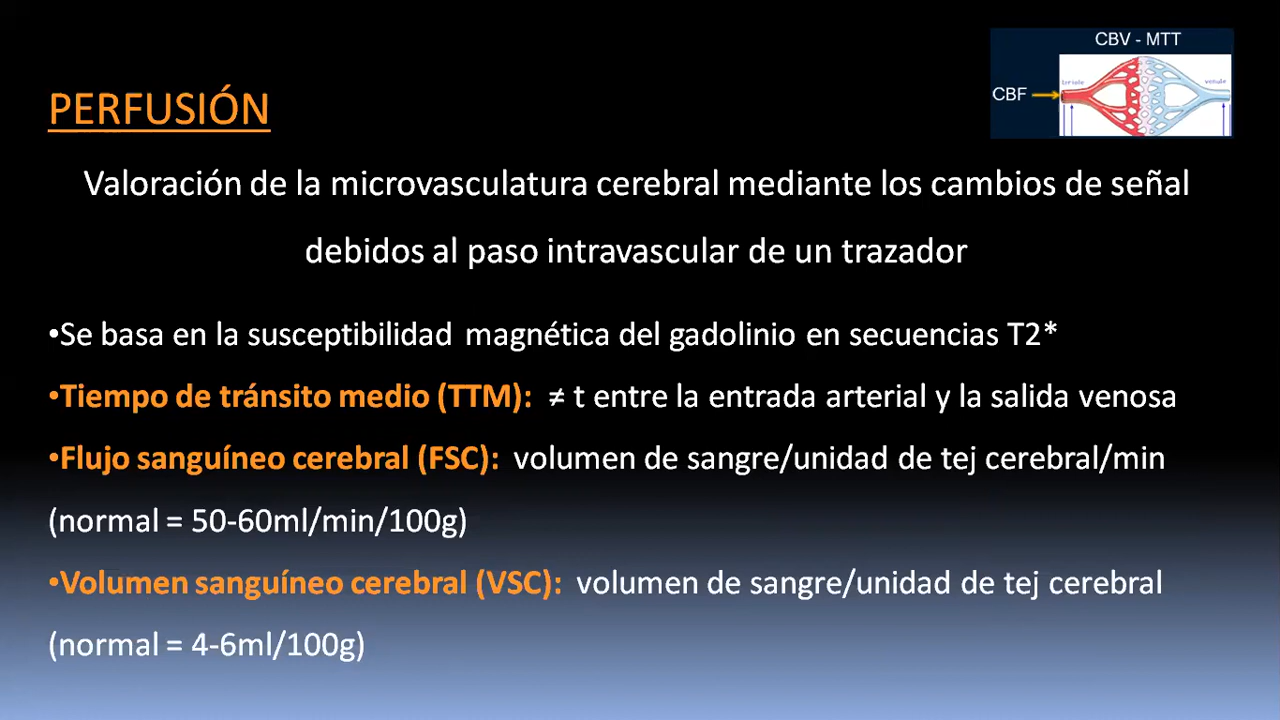 CBV - MTT
CBF
PERFUSIÓN
Valoración de la microvasculatura cerebral mediante los cambios de señal
debidos al paso intravascular de un trazador
•Se basa en la susceptibilidad magnética del gadolinio en secuencias T2*
•Tiempo de tránsito medio (TTM): ≠ t entre la entrada arterial y la salida venosa
•Flujo sanguíneo cerebral (FSC): volumen de sangre/unidad de tej cerebral/min
(normal = 50-60ml/min/100g)
•Volumen sanguíneo cerebral (VSC): volumen de sangre/unidad de tej cerebral
(normal = 4-6ml/100g)